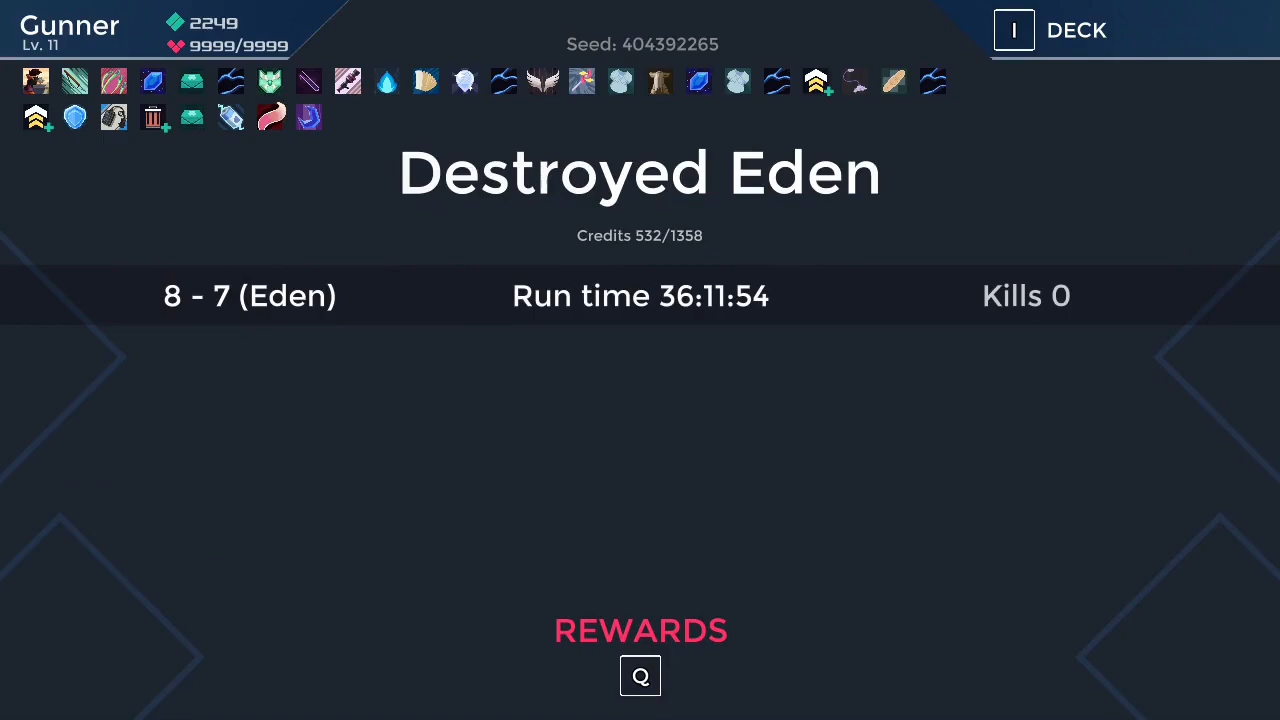 Gunner
Lv. 11
2249
9999/9999
Seed: 404392265
I
DECK
Destroyed Eden
Credits 532/1358
8 - 7 (Eden)
Run time 36:11:54
Kills 0
REWARDS
Q